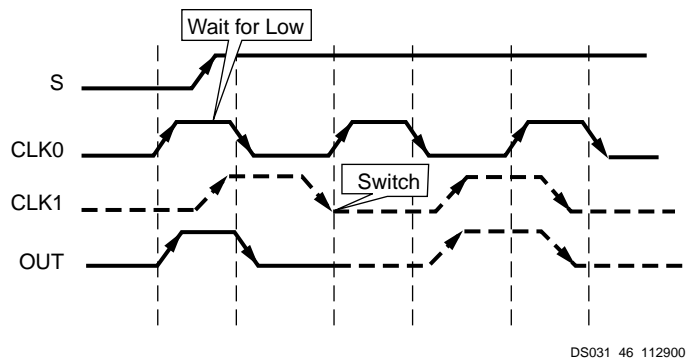 Wait for Low
S
CLK0
CLK1
Switch
OUT
DS031_46_112900